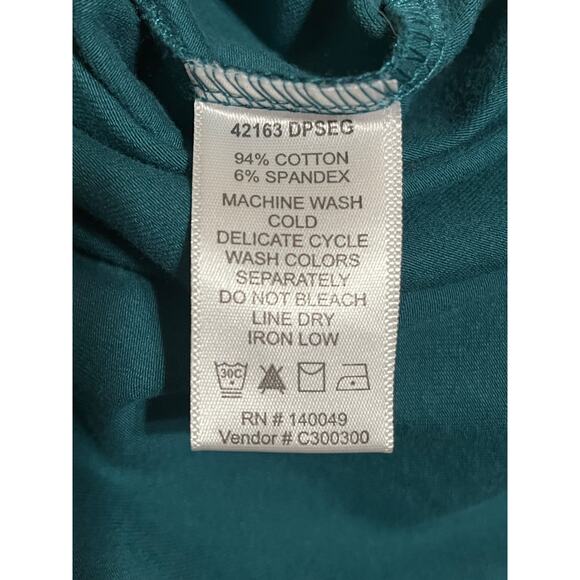 42163 DPSEG
94% COTTON
6% SPANDEX
MACHINE WASH
COLD
DELICATE CYCLE
WASH COLORS
SEPARATELY
DO NOT BLEACH
LINE DRY
IRON LOW
30C
RN # 140049
Vendor # C300300